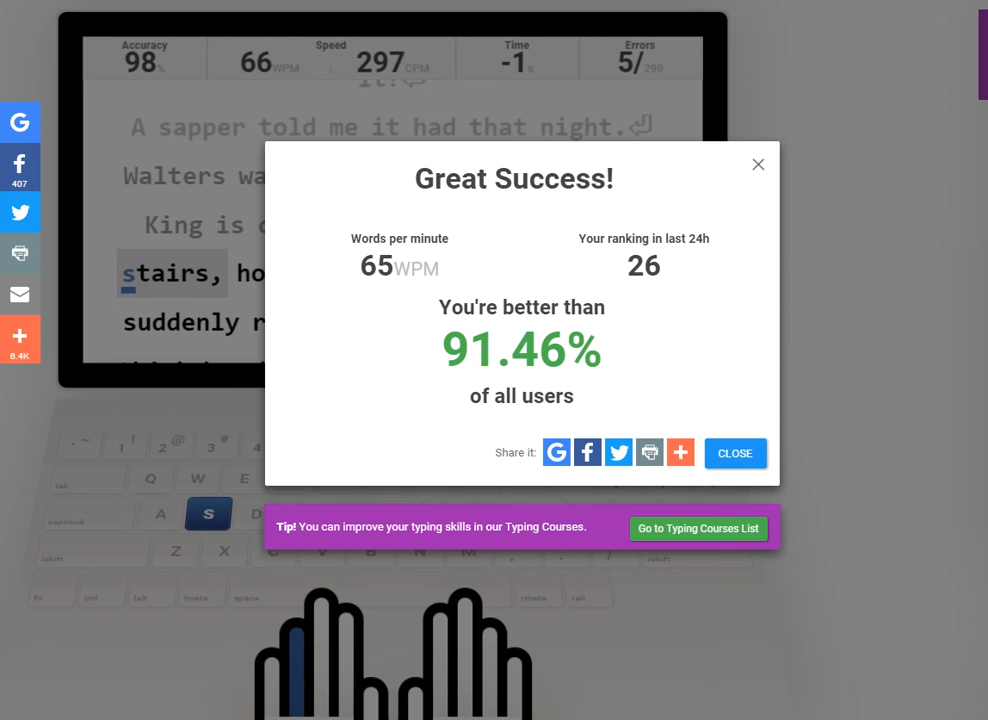 Accuracy Speed Time Errors
98% 66WPM 297CPM -1s 5/298
A sapper told me it had that night.
Walters wa
King is
stairs, ho
suddenly r
407
6.4K
Great Success!
Words per minute Your ranking in last 24h
65WPM 26
You're better than
91.46%
of all users
Share it: CLOSE
Tip! You can improve your typing skills in our Typing Courses. Go to Typing Courses List
1 ! 2 @ 3 # 4
tab Q W E
capslock A S D
lshift Z X C V B N M rshift
fn ctrl lalt lmeta space rmeta ralt